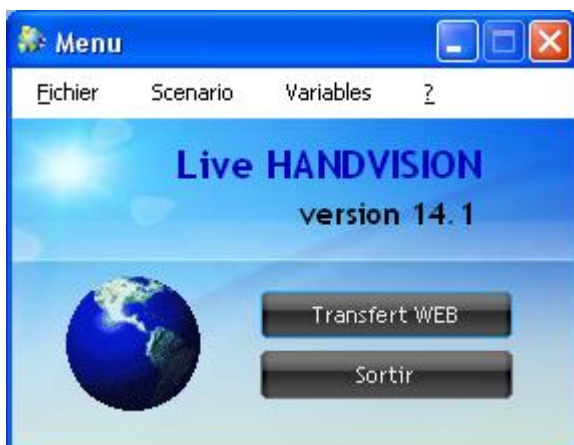 Menu
Fichier Scenario Variables ?
Live HANDVISION
version 14.1
Transfert WEB
Sortir